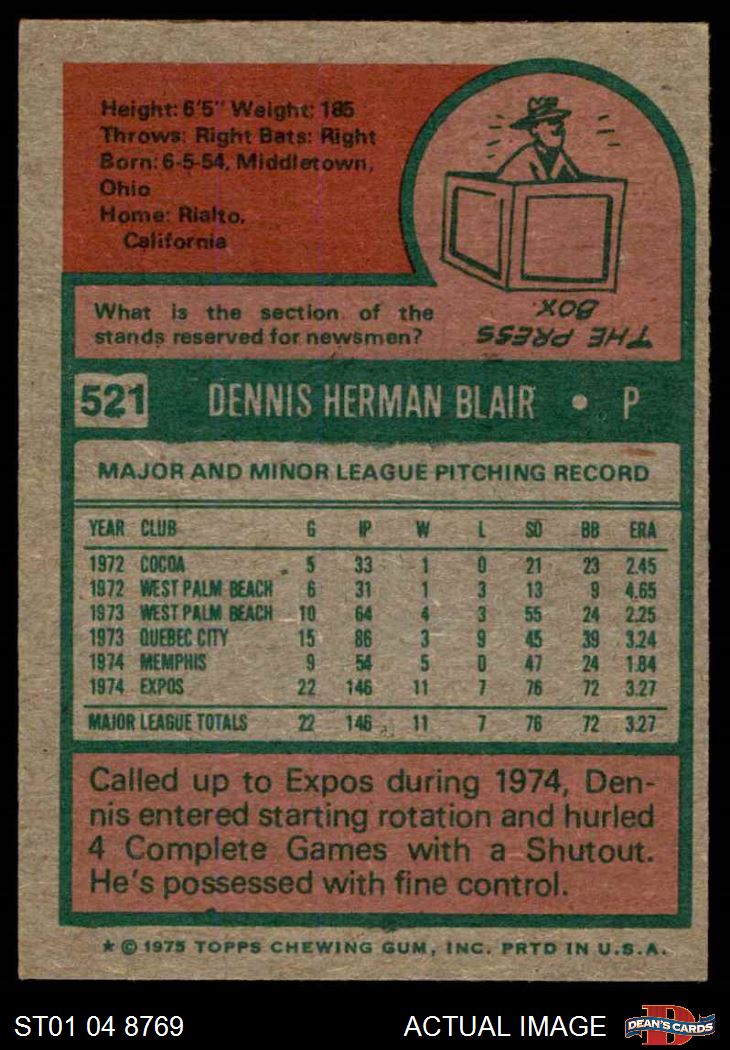 Height: 6'5" Weight: 185
Throws: Right Bats: Right
Born: 6-5-54, Middletown,
Ohio
Home: Rialto,
California
What is the section of the
stands reserved for newsmen?
THE PRESS
BOX.
521 DENNIS HERMAN BLAIR • P
MAJOR AND MINOR LEAGUE PITCHING RECORD
YEAR CLUB G IP W L SO BB ERA
1972 COCOA 5 33 1 0 21 23 2.45
1972 WEST PALM BEACH 6 31 1 3 13 9 4.65
1973 WEST PALM BEACH 10 64 4 3 55 24 2.25
1973 QUEBEC CITY 15 86 3 9 45 39 3.24
1974 MEMPHIS 9 54 5 0 47 24 1.84
1974 EXPOS 22 146 11 7 76 72 3.27
MAJOR LEAGUE TOTALS 22 146 11 7 76 72 3.27
Called up to Expos during 1974, Den-
nis entered starting rotation and hurled
4 Complete Games with a Shutout.
He's possessed with fine control.
★ © 1975 TOPPS CHEWING GUM, INC. PRTD IN U.S.A.
ST01 04 8769 ACTUAL IMAGE D DEAN'S CARDS